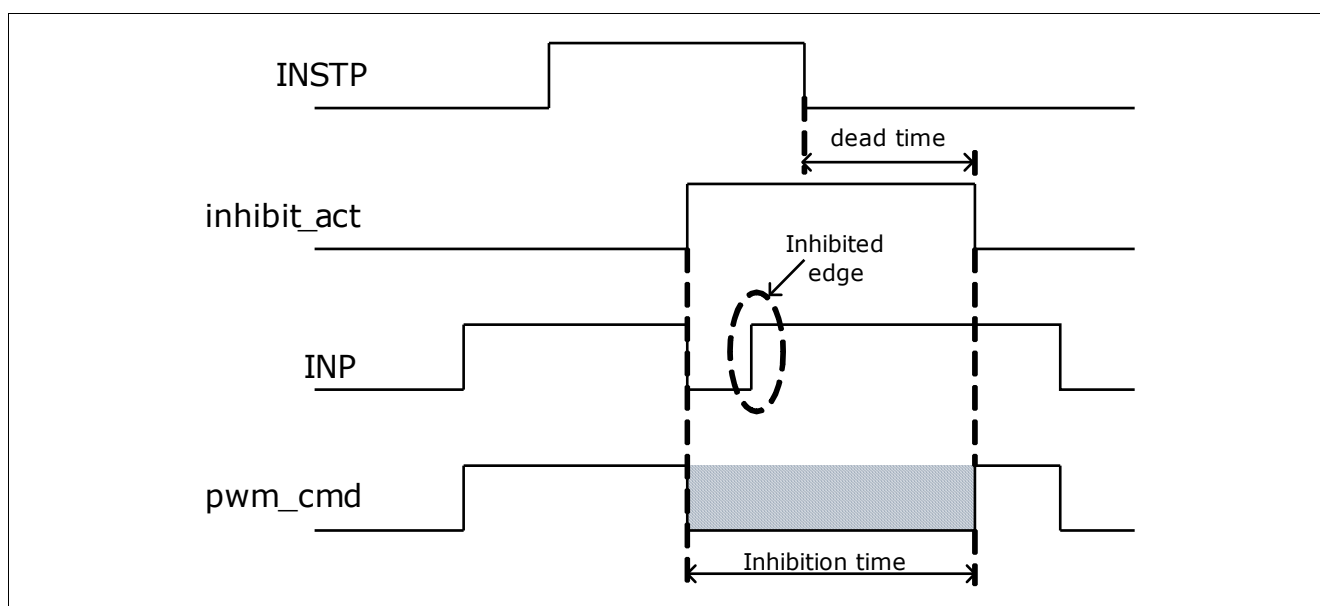 INSTP
dead time
inhibit_act
Inhibited
edge
INP
pwm_cmd
Inhibition time